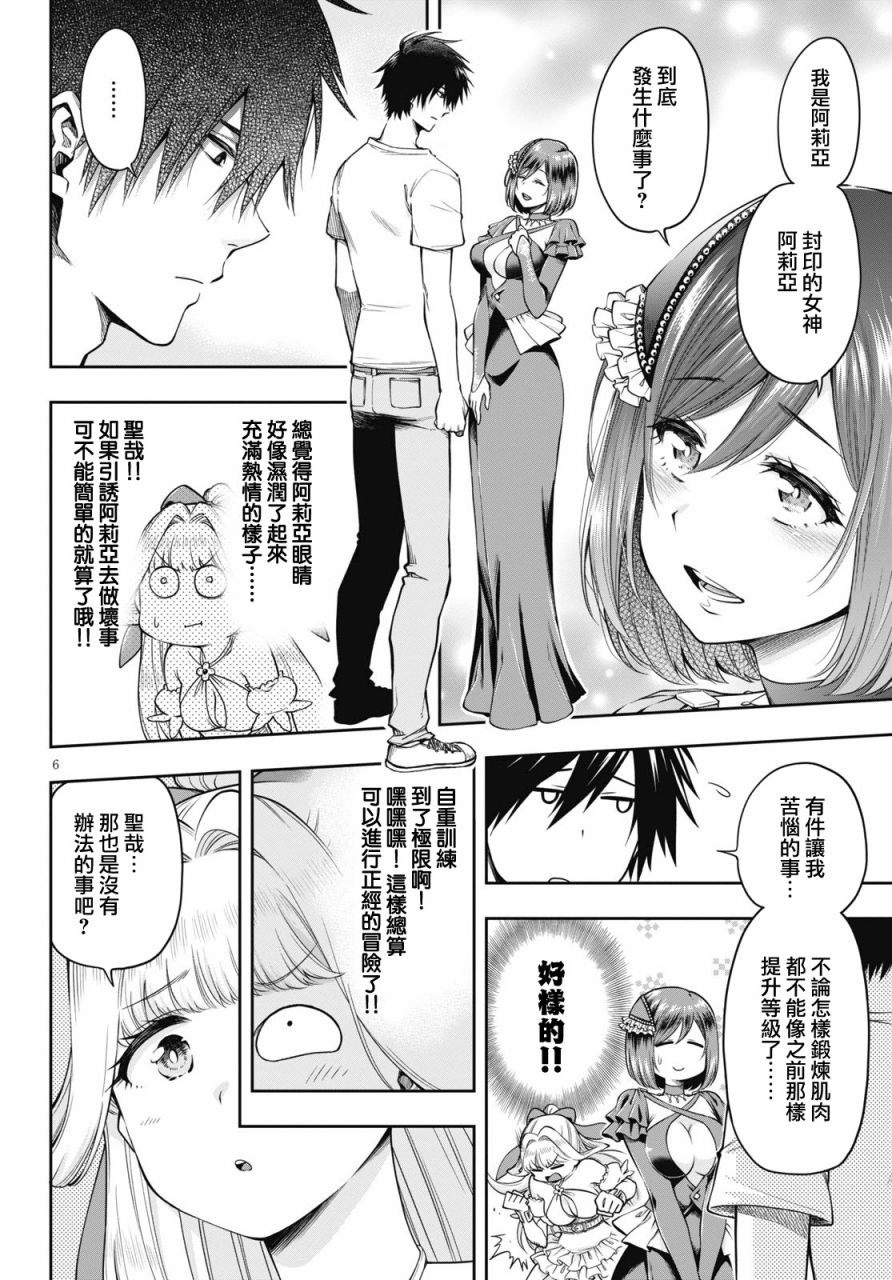 我是阿莉亞
封印的女神
阿莉亞
到底
發生什麼事了？
……
總覺得阿莉亞眼睛
好像濕潤了起來
充滿熱情的樣子……
聖哉!!
如果引誘阿莉亞去做壞事
可不能簡單的就算了哦!!
有件讓我
苦惱的事…
不論怎樣鍛煉肌肉
都不能像之前那樣
提升等級了……
好樣的!!
自重訓練
到了極限啊！
嘿嘿嘿！這樣總算
可以進行正經的冒險了!!
聖哉…
那也是沒有
辦法的事吧？
6